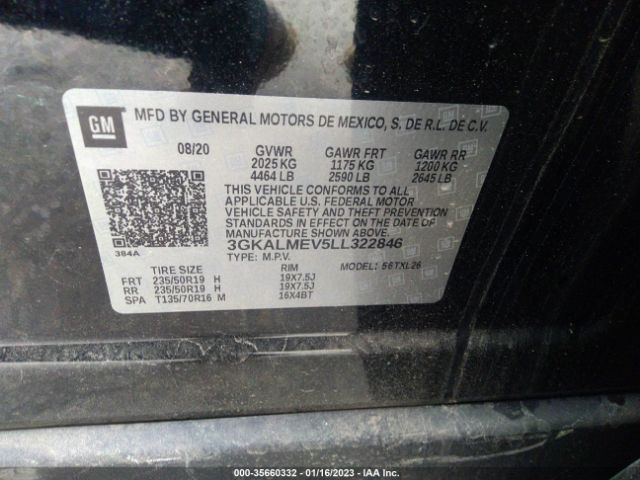 GM
MFD BY GENERAL MOTORS DE MEXICO, S. DE R.L. DE C.V.
08/20 GVWR GAWR FRT GAWR RR
2025 KG 1175 KG 1200 KG
4464 LB 2590 LB 2645 LB
THIS VEHICLE CONFORMS TO ALL
APPLICABLE U.S. FEDERAL MOTOR
VEHICLE SAFETY AND THEFT PREVENTION
STANDARDS IN EFFECT ON THE DATE OF
MANUFACTURE SHOWN ABOVE.
3GKALMEV5LL322846
384A TYPE: M.P.V. MODEL: 56TXL26
TIRE SIZE RIM
FRT 235/50R19 H 19X7.5J
RR 235/50R19 H 19X7.5J
SPA T135/70R16 M 16X4BT
000-35660332 / 01/16/2023 / IAA Inc.